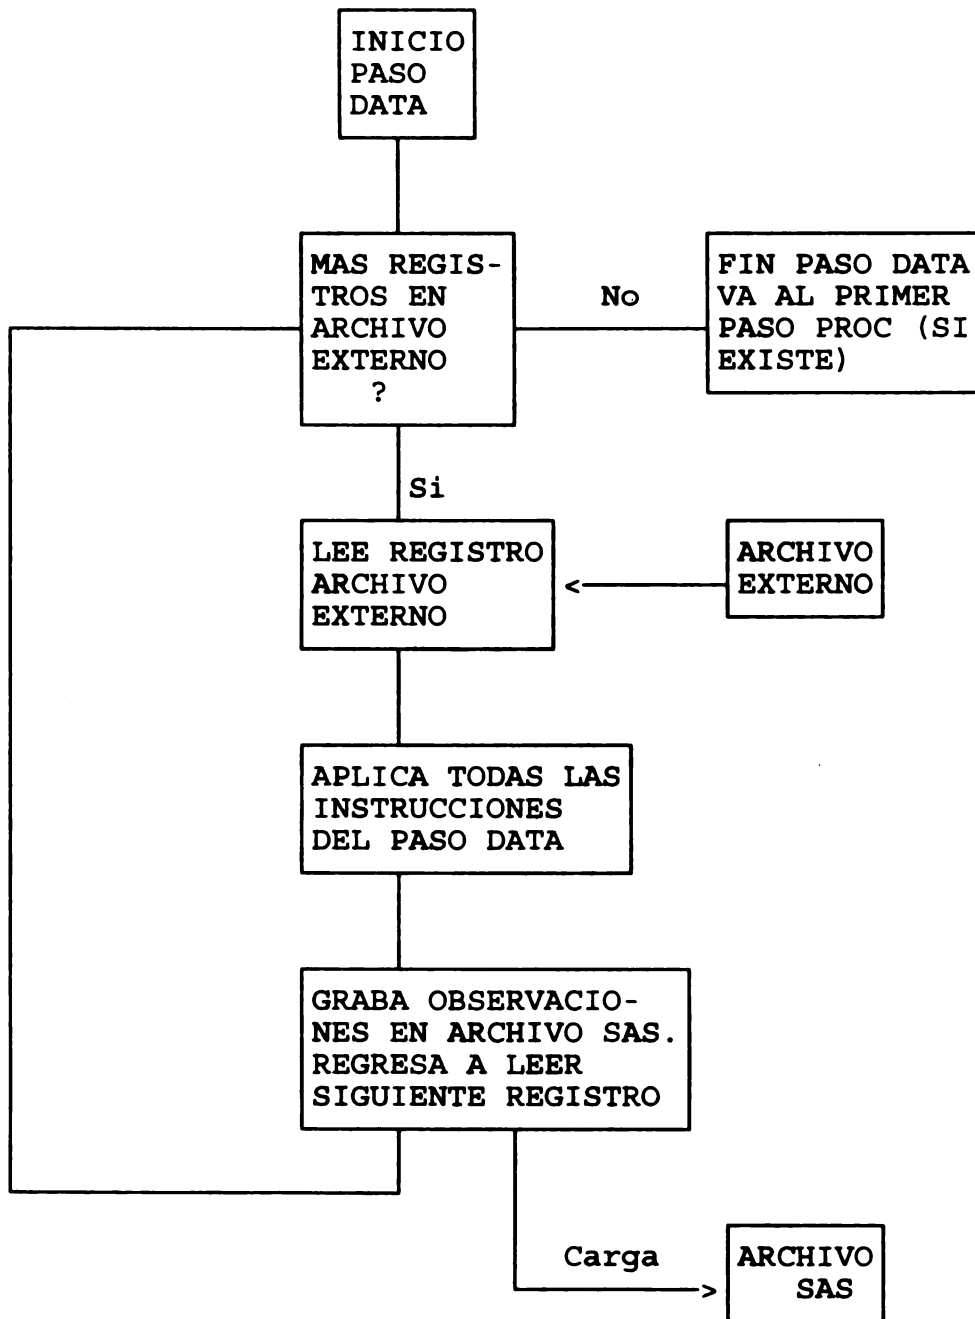 INICIO
PASO
DATA
MAS REGIS-
TROS EN
ARCHIVO
EXTERNO
?
No
FIN PASO DATA
VA AL PRIMER
PASO PROC (SI
EXISTE)
Si
LEE REGISTRO
ARCHIVO
EXTERNO
<
ARCHIVO
EXTERNO
APLICA TODAS LAS
INSTRUCCIONES
DEL PASO DATA
GRABA OBSERVACIO-
NES EN ARCHIVO SAS.
REGRESA A LEER
SIGUIENTE REGISTRO
Carga
>
ARCHIVO
SAS